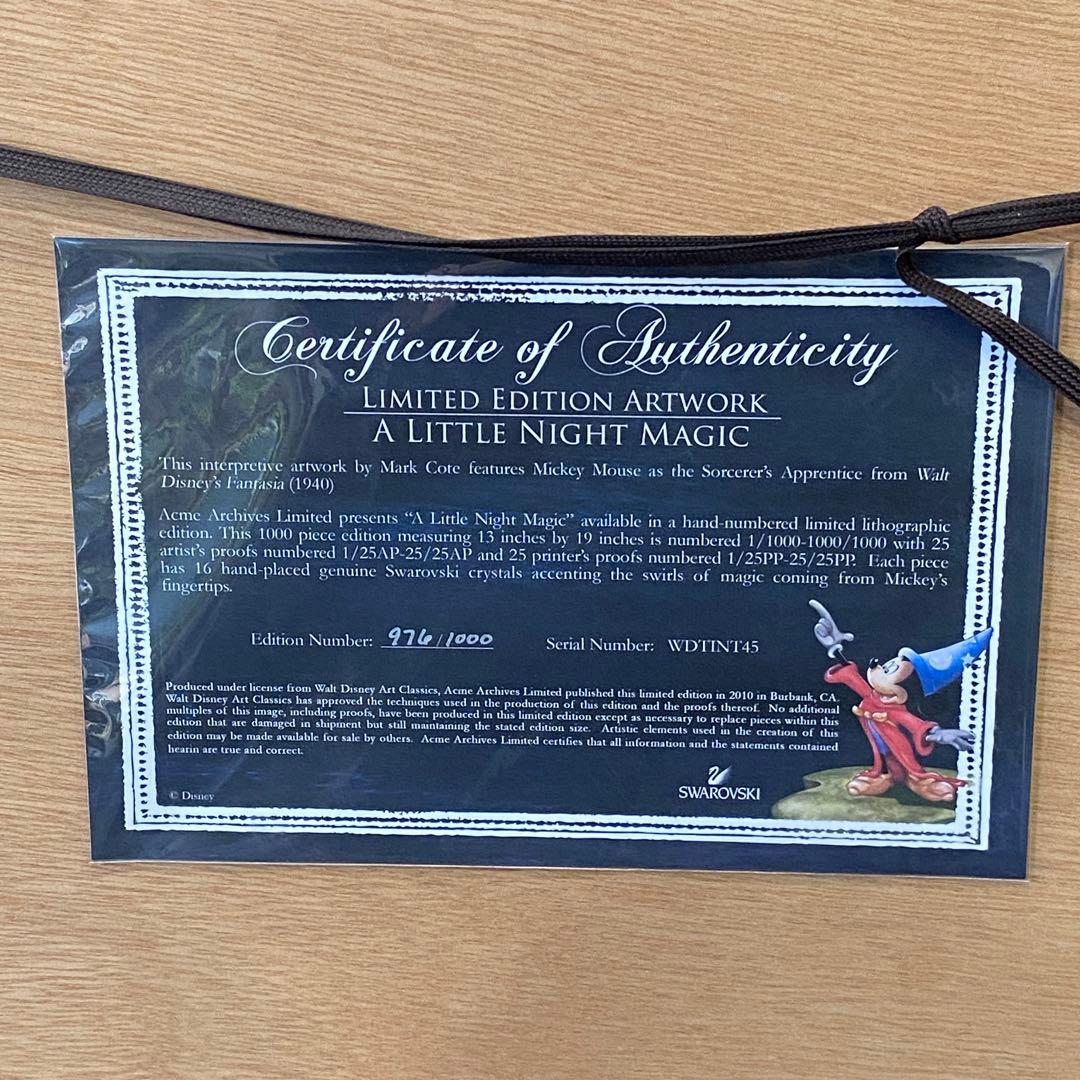 Certificate of Authenticity
LIMITED EDITION ARTWORK
A LITTLE NIGHT MAGIC
This interpretive artwork by Mark Cote features Mickey Mouse as the Sorcerer's Apprentice from Walt
Disney's Fantasia (1940)
Acme Archives Limited presents "A Little Night Magic" available in a hand-numbered limited lithographic
edition. This 1000 piece edition measuring 13 inches by 19 inches is numbered 1/1000-1000/1000 with 25
artist's proofs numbered 1/25AP-25/25AP and 25 printer's proofs numbered 1/25PP-25/25PP. Each piece
has 16 hand-placed genuine Swarovski crystals accenting the swirls of magic coming from Mickey's
fingertips.
Edition Number: 976/1000 Serial Number: WDTINT45
Produced under license from Walt Disney Art Classics, Acme Archives Limited published this limited edition in 2010 in Burbank, CA.
Walt Disney Art Classics has approved the techniques used in the production of this edition and the proofs thereof. No additional
multiples of this image, including proofs, have been produced in this limited edition except as necessary to replace pieces within this
edition that are damaged in shipment but still maintaining the stated edition size. Artistic elements used in the creation of this
edition may be made available for sale by others. Acme Archives Limited certifies that all information and the statements contained
hearin are true and correct.
© Disney
SWAROVSKI